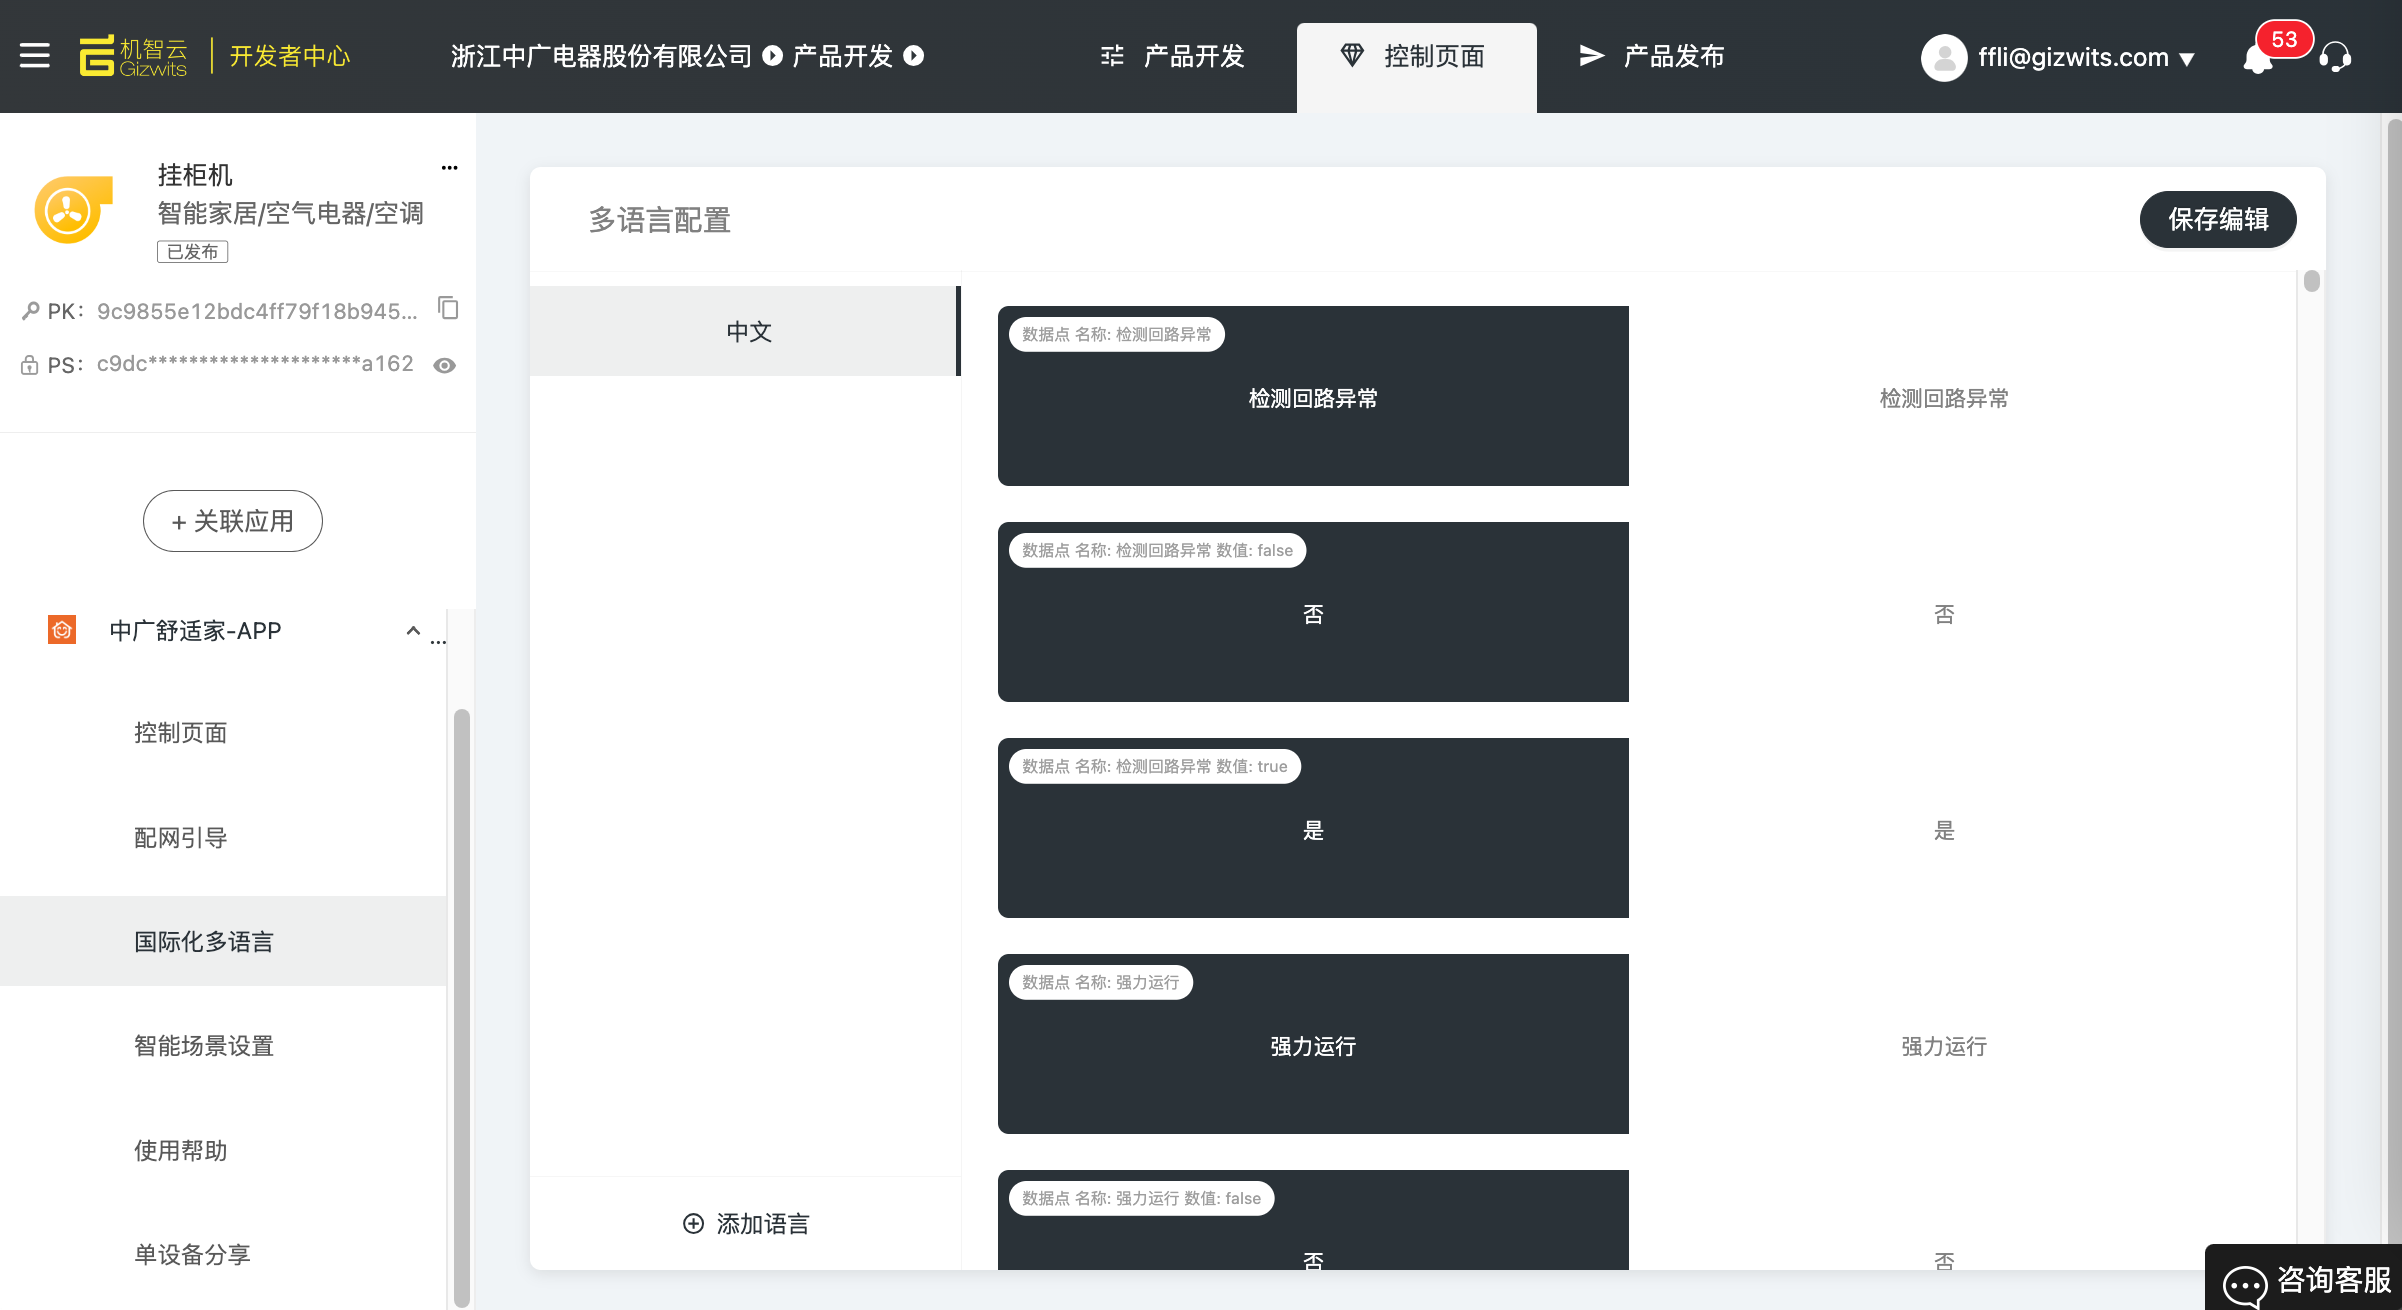 机智云
Gizwits
开发者中心
浙江中广电器股份有限公司 产品开发
产品开发
控制页面
产品发布
ffli@gizwits.com
53
挂柜机
智能家居/空气电器/空调
已发布
PK: 9c9855e12bdc4ff79f18b945...
PS: c9dc*********************a162
+ 关联应用
中广舒适家-APP
...
控制页面
配网引导
国际化多语言
智能场景设置
使用帮助
单设备分享
多语言配置
保存编辑
中文
添加语言
数据点 名称: 检测回路异常
检测回路异常
检测回路异常
数据点 名称: 检测回路异常 数值: false
否
否
数据点 名称: 检测回路异常 数值: true
是
是
数据点 名称: 强力运行
强力运行
强力运行
数据点 名称: 强力运行 数值: false
否
否
咨询客服